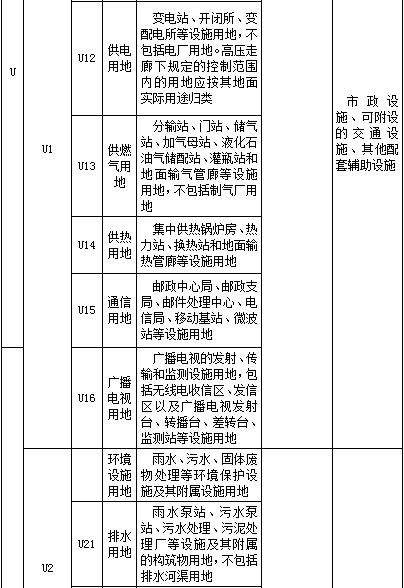 U
U1
U12
供电
用地
变电站、开闭所、变
配电所等设施用地,不
包括电厂用地。高压走
廊下规定的控制范围
内的用地应按其地面
实际用途归类
市政设
施、可附设
的交通设
施、其他配
套辅助设施
U13
供燃
气用
地
分输站、门站、储气
站、加气母站、液化石
油气储配站、灌瓶站和
地面输气管廊等设施
用地,不包括制气厂用
地
U14
供热
用地
集中供热锅炉房、热
力站、换热站和地面输
热管廊等设施用地
U15
通信
用地
邮政中心局、邮政支
局、邮件处理中心、电
信局、移动基站、微波
站等设施用地
U16
广播
电视
用地
广播电视的发射、传
输和监测设施用地,包
括无线电收信区、发信
区以及广播电视发射
台、转播台、差转台、
监测站等设施用地
U2
环境
设施
用地
雨水、污水、固体废
物处理等环境保护设
施及其附属设施用地
U21
排水
用地
雨水泵站、污水泵
站、污水处理、污泥处
理厂等设施及其附属
的构筑物用地,不包括
排水河渠用地